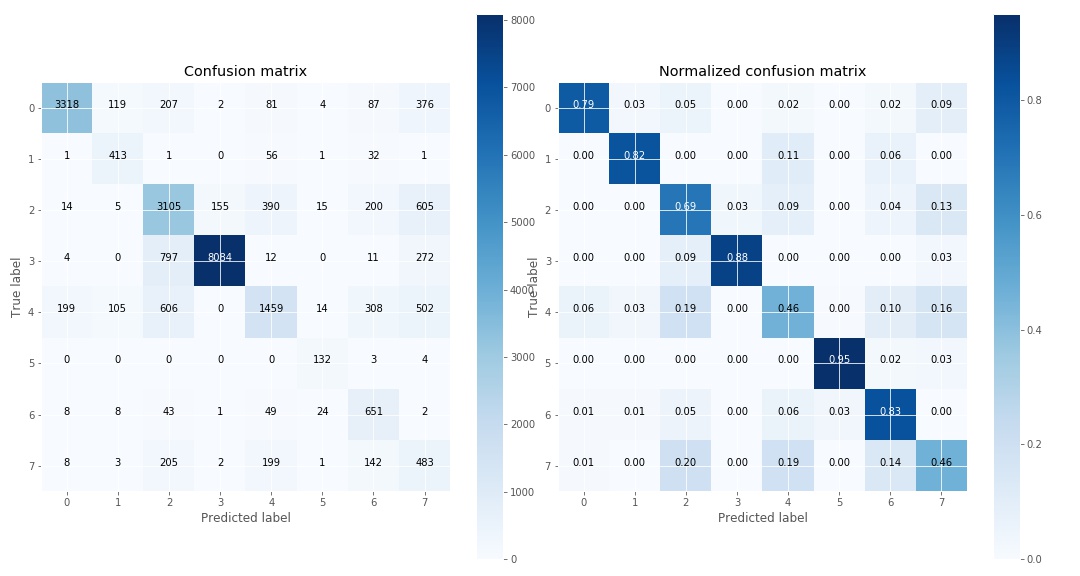 Confusion matrix
True label
0 3318 119 207 2 81 4 87 376
1 1 413 1 0 56 1 32 1
2 14 5 3105 155 390 15 200 605
3 4 0 797 8084 12 0 11 272
4 199 105 606 0 1459 14 308 502
5 0 0 0 0 0 132 3 4
6 8 8 43 1 49 24 651 2
7 8 3 205 2 199 1 142 483
0 1 2 3 4 5 6 7
Predicted label
8000
7000
6000
5000
4000
3000
2000
1000
0
Normalized confusion matrix
True label
0 0.79 0.03 0.05 0.00 0.02 0.00 0.02 0.09
1 0.00 0.82 0.00 0.00 0.11 0.00 0.06 0.00
2 0.00 0.00 0.69 0.03 0.09 0.00 0.04 0.13
3 0.00 0.00 0.09 0.88 0.00 0.00 0.00 0.03
4 0.06 0.03 0.19 0.00 0.46 0.00 0.10 0.16
5 0.00 0.00 0.00 0.00 0.00 0.95 0.02 0.03
6 0.01 0.01 0.05 0.00 0.06 0.03 0.83 0.00
7 0.01 0.00 0.20 0.00 0.19 0.00 0.14 0.46
0 1 2 3 4 5 6 7
Predicted label
0.8
0.6
0.4
0.2
0.0